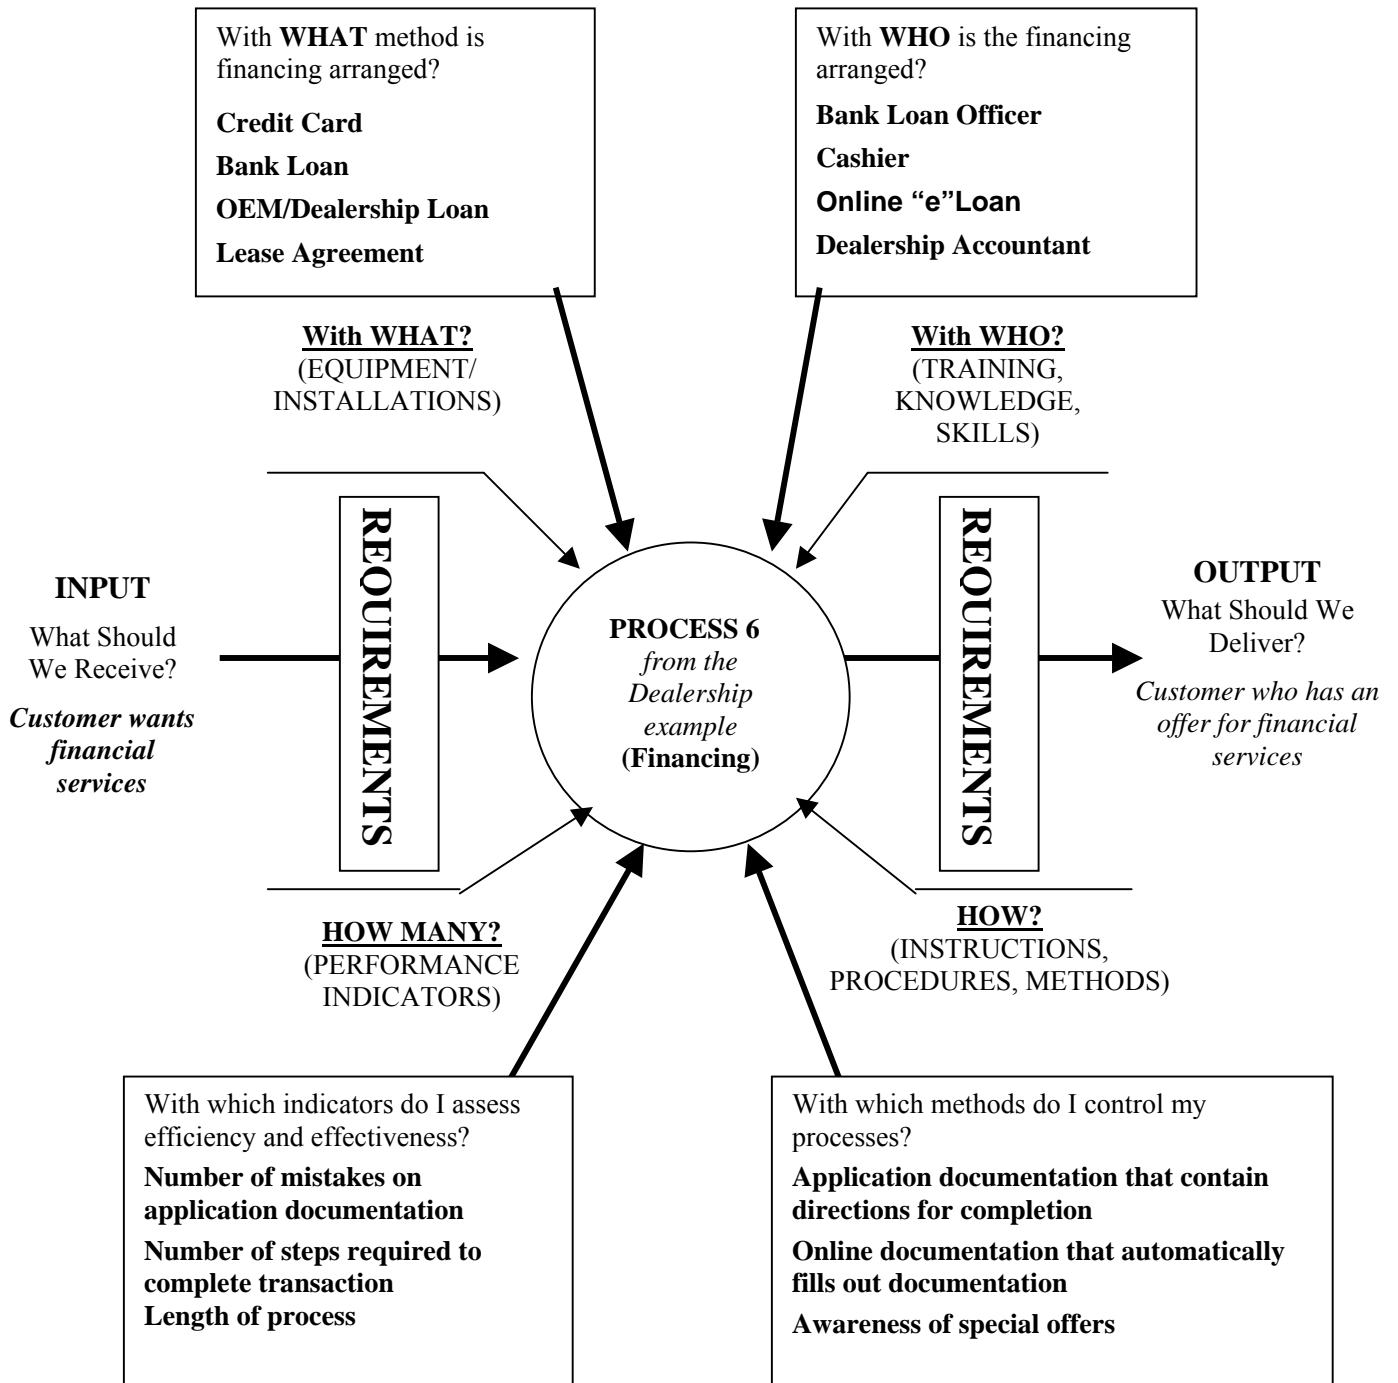 With WHAT method is
financing arranged?
Credit Card
Bank Loan
OEM/Dealership Loan
Lease Agreement
With WHO is the financing
arranged?
Bank Loan Officer
Cashier
Online “e”Loan
Dealership Accountant
With WHAT?
(EQUIPMENT/
INSTALLATIONS)
With WHO?
(TRAINING,
KNOWLEDGE,
SKILLS)
INPUT
What Should
We Receive?
Customer wants
financial
services
REQUIREMENTS
PROCESS 6
from the
Dealership
example
(Financing)
REQUIREMENTS
OUTPUT
What Should We
Deliver?
Customer who has an
offer for financial
services
HOW MANY?
(PERFORMANCE
INDICATORS)
HOW?
(INSTRUCTIONS,
PROCEDURES, METHODS)
With which indicators do I assess
efficiency and effectiveness?
Number of mistakes on
application documentation
Number of steps required to
complete transaction
Length of process
With which methods do I control my
processes?
Application documentation that contain
directions for completion
Online documentation that automatically
fills out documentation
Awareness of special offers